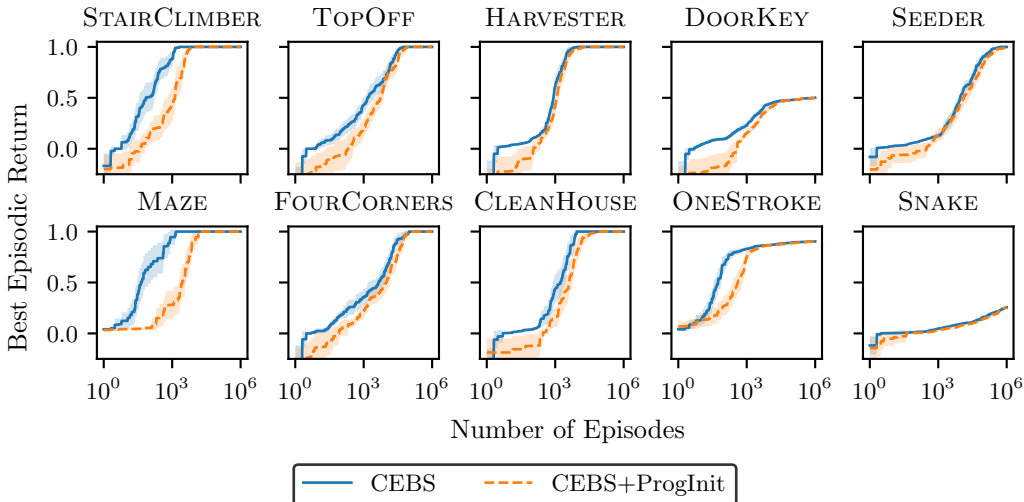 STAIRCLIMBER TOPOFF HARVESTER DOORKEY SEEDER
1.0
0.5
0.0
MAZE FOURCORNERS CLEANHOUSE ONESTROKE SNAKE
1.0
0.5
0.0
10^0 10^3 10^6 10^0 10^3 10^6 10^0 10^3 10^6 10^0 10^3 10^6 10^0 10^3 10^6
Best Episodic Return
Number of Episodes
CEBS CEBS+ProgInit